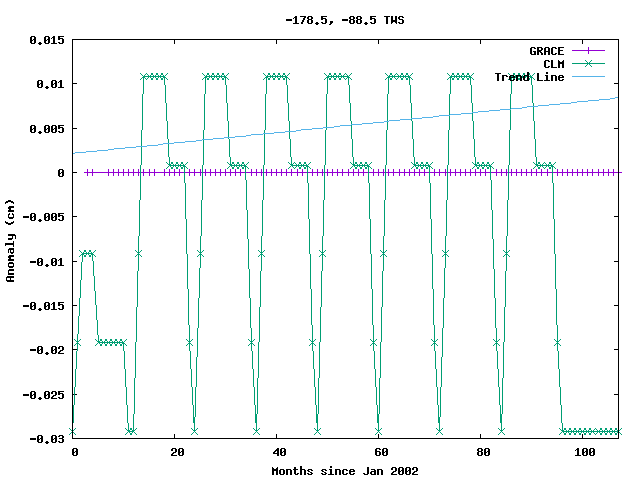 -178.5, -88.5 TWS
0.015
0.01
0.005
0
-0.005
-0.01
-0.015
-0.02
-0.025
-0.03
Anomaly (cm)
GRACE
CLM
Trend Line
0 20 40 60 80 100
Months since Jan 2002